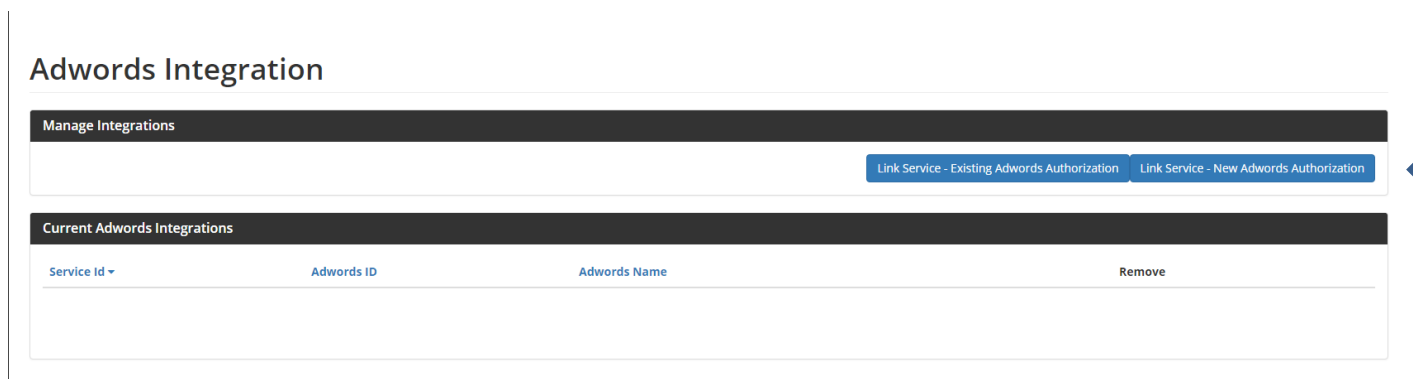 Adwords Integration
Manage Integrations
Link Service - Existing Adwords Authorization Link Service - New Adwords Authorization
Current Adwords Integrations
Service Id Adwords ID Adwords Name Remove